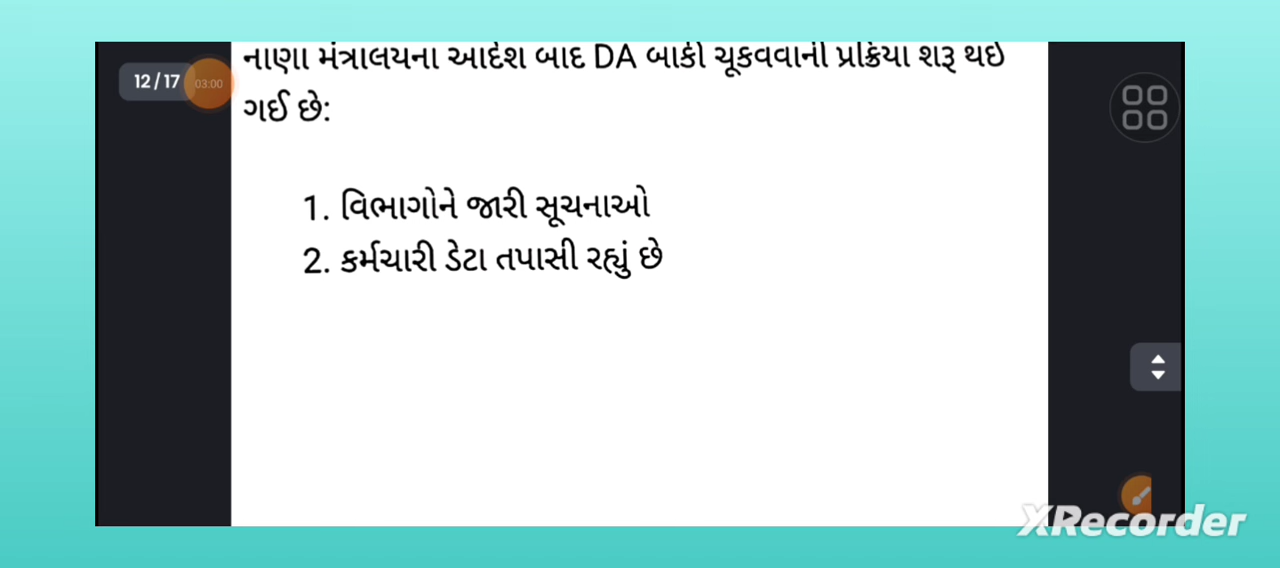 નાણા મંત્રાલયના આદેશ બાદ DA બાકી ચૂકવવાની પ્રક્રિયા શરૂ થઈ
12 / 17
03:00
ગઈ છે:
1. વિભાગોને જારી સૂચનાઓ
2. કર્મચારી ડેટા તપાસી રહ્યું છે
XRecorder